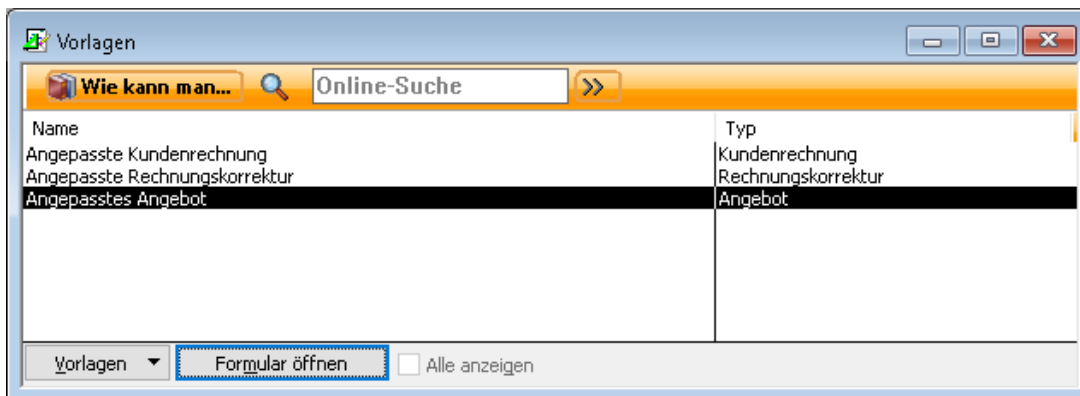 Vorlagen
Wie kann man... Online-Suche
Name Typ
Angepasste Kundenrechnung Kundenrechnung
Angepasste Rechnungskorrektur Rechnungskorrektur
Angepasstes Angebot Angebot
Vorlagen Formular öffnen Alle anzeigen